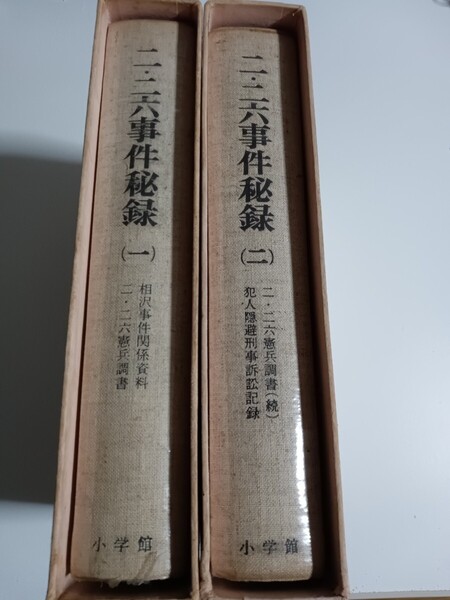 二・二六事件秘録
(一)
相沢事件関係資料
二・二六憲兵調書
小学館
二・二六事件秘録
(二)
二・二六憲兵調書(続)
犯人隠避刑事訴訟記録
小学館